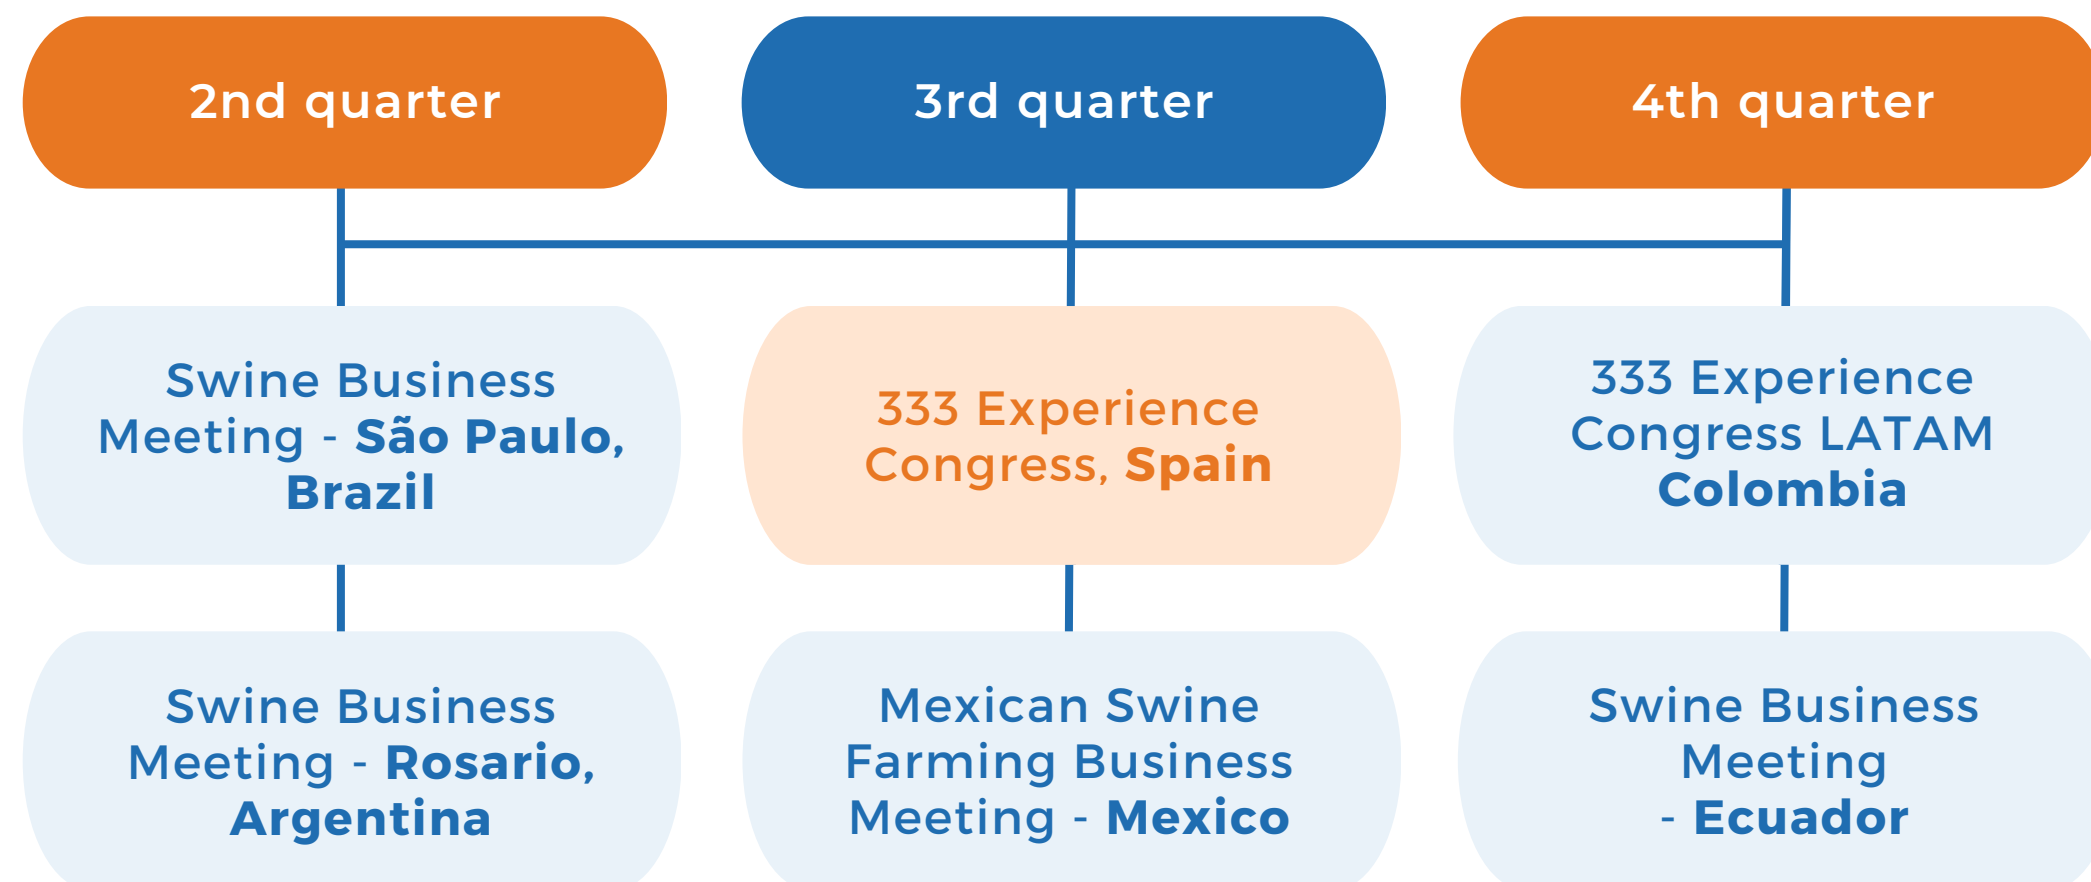 2nd quarter
3rd quarter
4th quarter
Swine Business
Meeting - São Paulo,
Brazil
333 Experience
Congress, Spain
333 Experience
Congress LATAM
Colombia
Swine Business
Meeting - Rosario,
Argentina
Mexican Swine
Farming Business
Meeting - Mexico
Swine Business
Meeting
- Ecuador